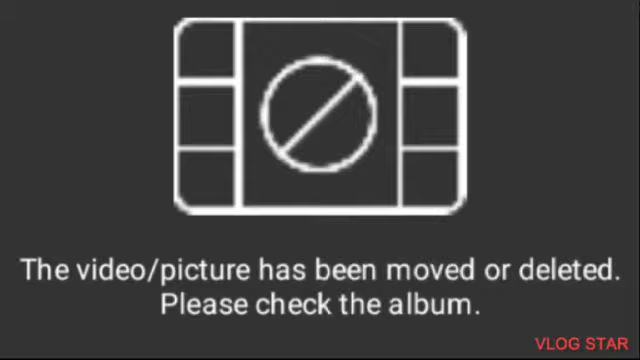 The video/picture has been moved or deleted.
Please check the album.
VLOG STAR